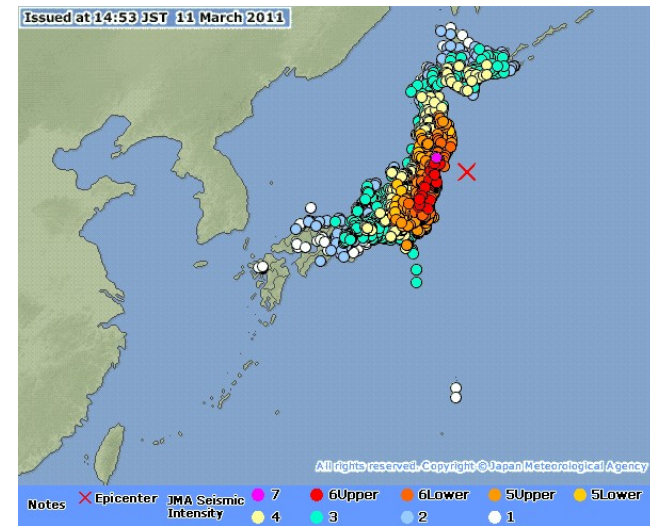 Issued at 14:53 JST 11 March 2011
All rights reserved. Copyright © Japan Meteorological Agency
Notes
Epicenter
JMA Seismic
Intensity
7
6Upper
6Lower
5Upper
5Lower
4
3
2
1